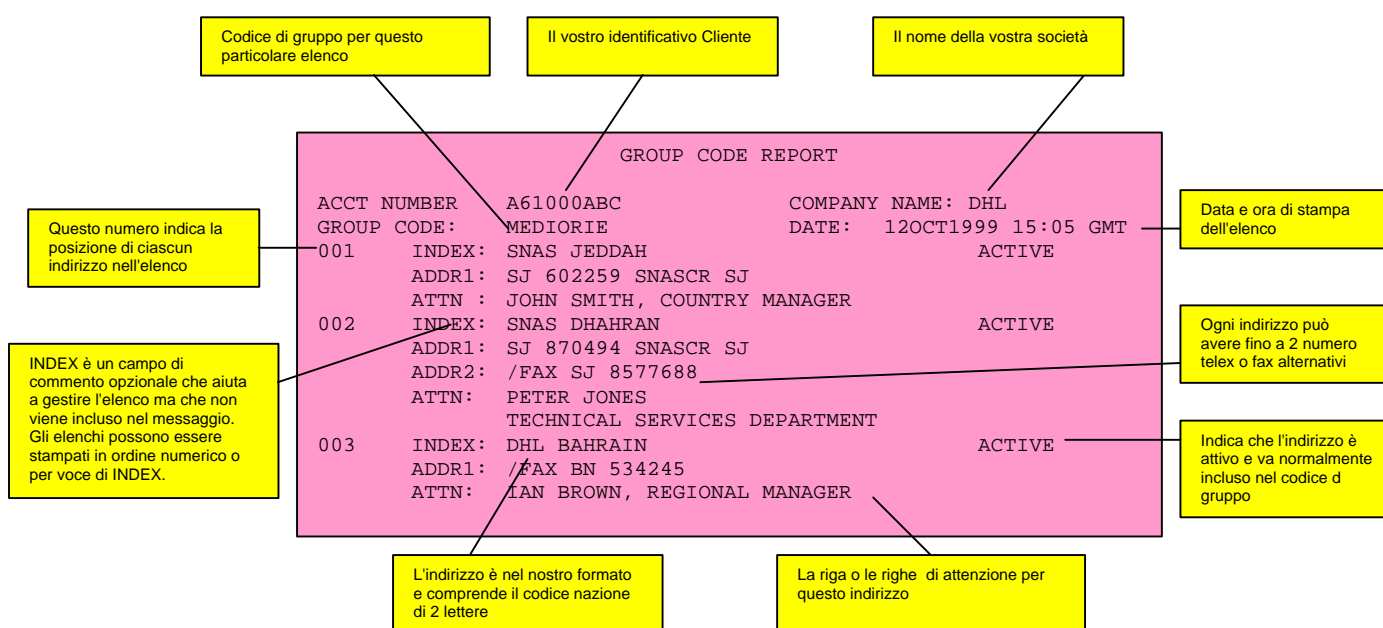 Codice di gruppo per questo
particolare elenco
Il vostro identificativo Cliente
Il nome della vostra società
GROUP CODE REPORT
ACCT NUMBER A61000ABC COMPANY NAME: DHL
GROUP CODE: MEDIORIE DATE: 12OCT1999 15:05 GMT
001 INDEX: SNAS JEDDAH ACTIVE
ADDR1: SJ 602259 SNASCR SJ
ATTN : JOHN SMITH, COUNTRY MANAGER
002 INDEX: SNAS DHAHRAN ACTIVE
ADDR1: SJ 870494 SNASCR SJ
ADDR2: /FAX SJ 8577688
ATTN: PETER JONES
TECHNICAL SERVICES DEPARTMENT
003 INDEX: DHL BAHRAIN ACTIVE
ADDR1: /FAX BN 534245
ATTN: IAN BROWN, REGIONAL MANAGER
Questo numero indica la
posizione di ciascun
indirizzo nell'elenco
INDEX è un campo di
commento opzionale che aiuta
a gestire l'elenco ma che non
viene incluso nel messaggio.
Gli elenchi possono essere
stampati in ordine numerico o
per voce di INDEX.
Data e ora di stampa
dell'elenco
Ogni indirizzo può
avere fino a 2 numero
telex o fax alternativi
Indica che l'indirizzo è
attivo e va normalmente
incluso nel codice d
gruppo
L'indirizzo è nel nostro formato
e comprende il codice nazione
di 2 lettere
La riga o le righe di attenzione per
questo indirizzo